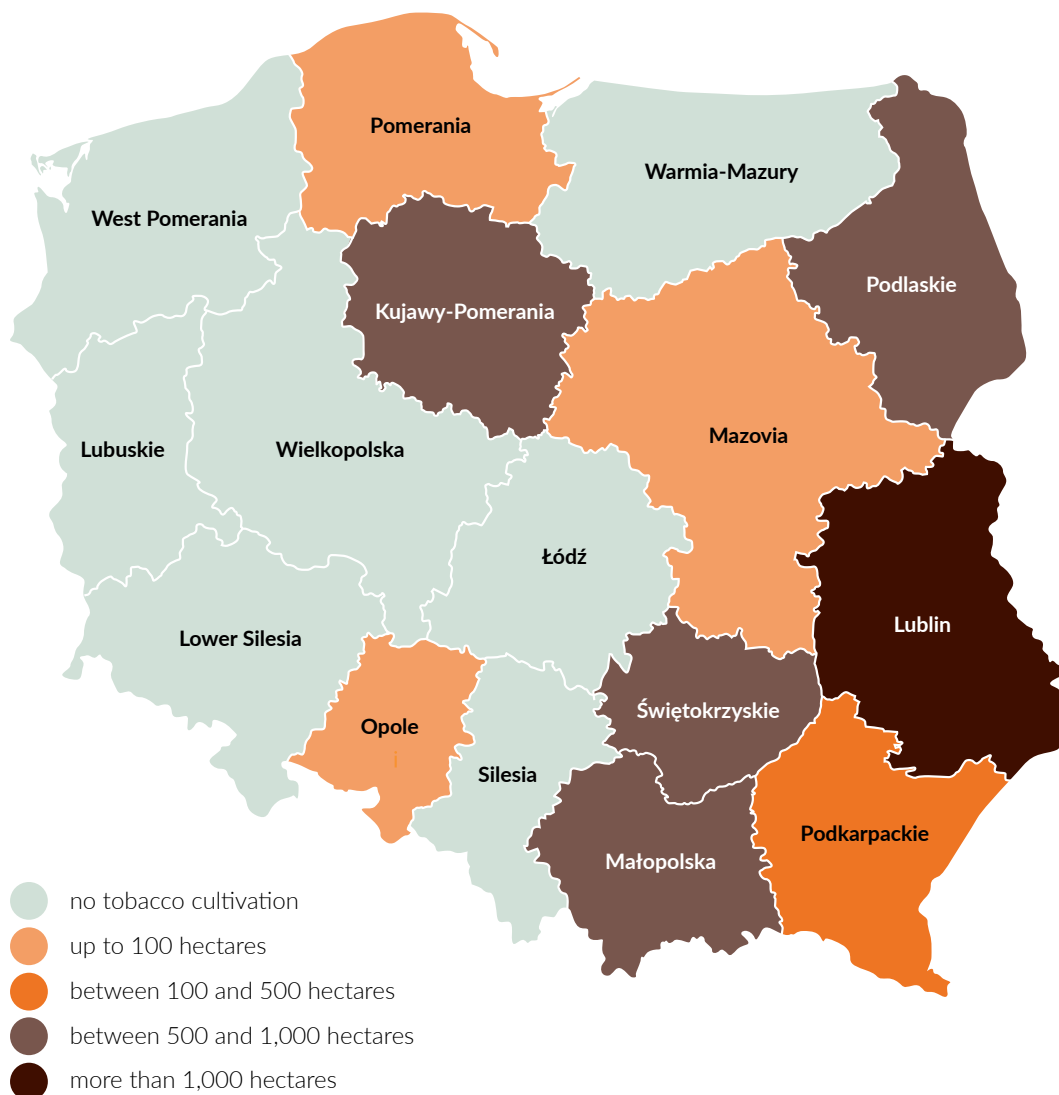 Pomerania
Warmia-Mazury
West Pomerania
Podlaskie
Kujawy-Pomerania
Mazovia
Lubuskie
Wielkopolska
Łódź
Lublin
Lower Silesia
Świętokrzyskie
Opole
i
Silesia
Podkarpackie
Małopolska
no tobacco cultivation
up to 100 hectares
between 100 and 500 hectares
between 500 and 1,000 hectares
more than 1,000 hectares